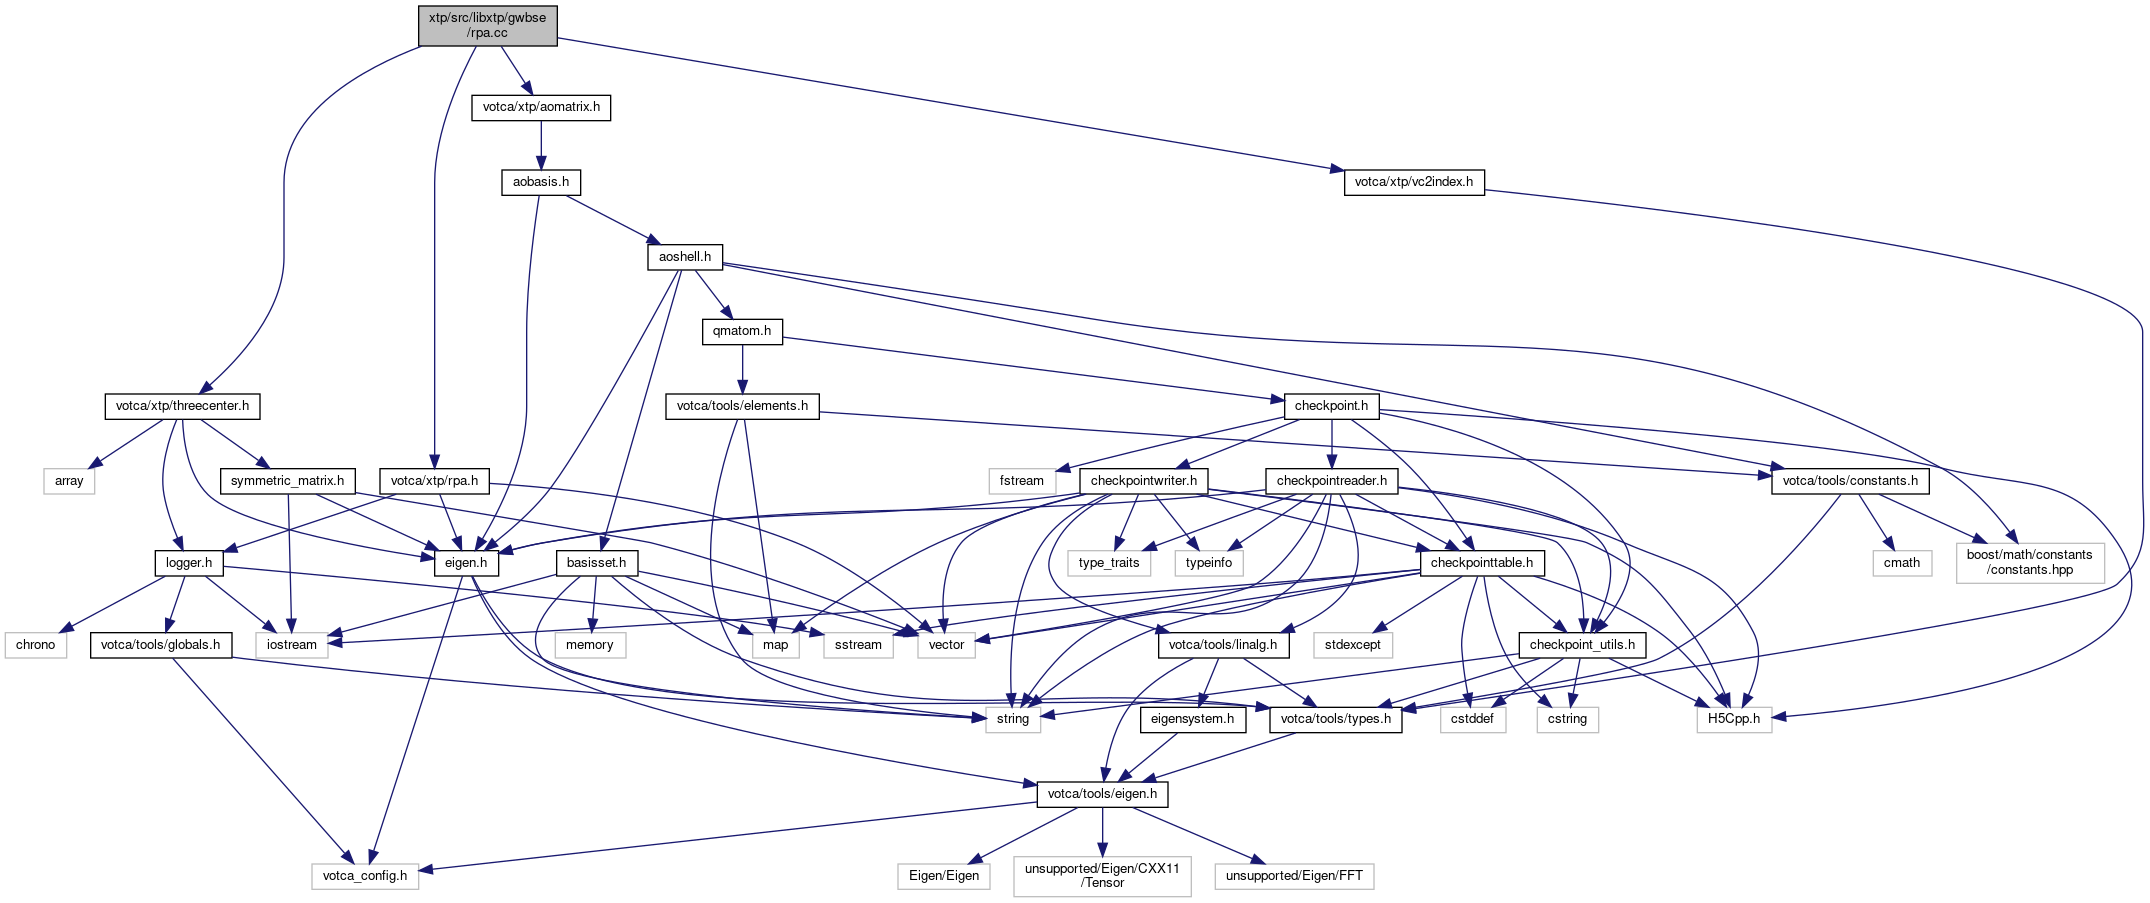 xtp/src/libxtp/gwbse
/rpa.cc
votca/xtp/aomatrix.h
aobasis.h
votca/xtp/vc2index.h
aoshell.h
qmatom.h
votca/xtp/threecenter.h
votca/tools/elements.h
checkpoint.h
array
symmetric_matrix.h
votca/xtp/rpa.h
fstream
checkpointwriter.h
checkpointreader.h
votca/tools/constants.h
logger.h
eigen.h
basisset.h
type_traits
typeinfo
checkpointtable.h
cmath
boost/math/constants
/constants.hpp
chrono
votca/tools/globals.h
iostream
memory
map
sstream
vector
votca/tools/linalg.h
stdexcept
checkpoint_utils.h
string
eigensystem.h
votca/tools/types.h
cstddef
cstring
H5Cpp.h
votca/tools/eigen.h
votca_config.h
Eigen/Eigen
unsupported/Eigen/CXX11
/Tensor
unsupported/Eigen/FFT